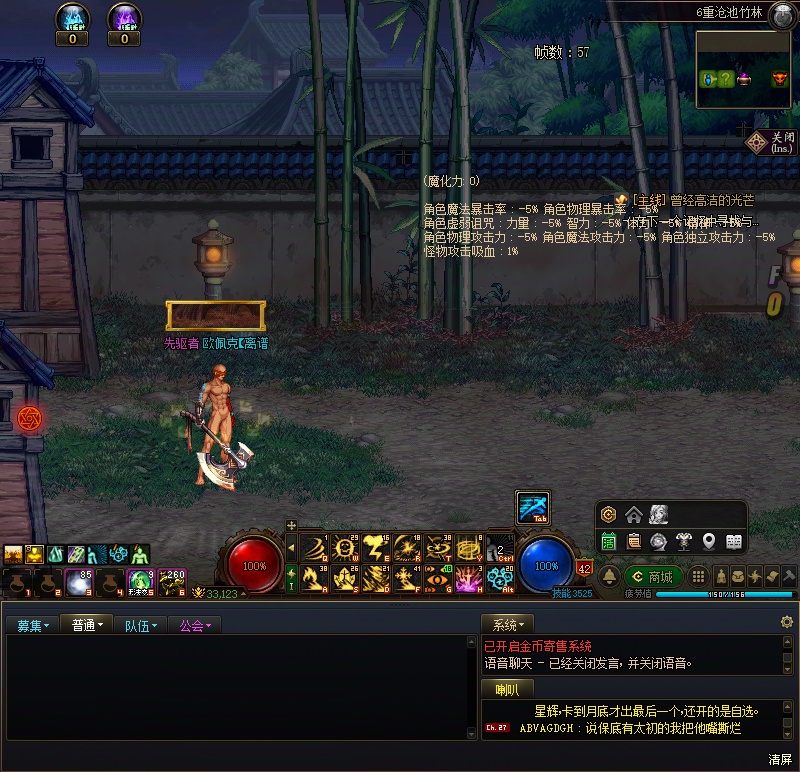 6重沧池竹林
0
0
帧数：57
关闭
(Ins.)
(魔化力: 0)
[主线] 曾经高洁的光芒
角色魔法暴击率：-5% 角色物理暴击率：-5%
角色虚弱诅咒：力量：-5% 智力：-5%
角色物理攻击力：-5% 角色魔法攻击力：-5% 角色独立攻击力：-5%
怪物攻击吸血：1%
先驱者 欧佩克【离谱
Tab
100%
100%
42
商城
33,123
技能 3525
疲劳值
150/156
募集
普通
队伍
公会
系统
已开启金币寄售系统
语音聊天 - 已经关闭发言, 并关闭语音。
喇叭
星辉,卡到月底才出最后一个,还开的是自选。
Ch.27 ABVAGDGH：说保底有太初的我把他嘴撕烂
清屏